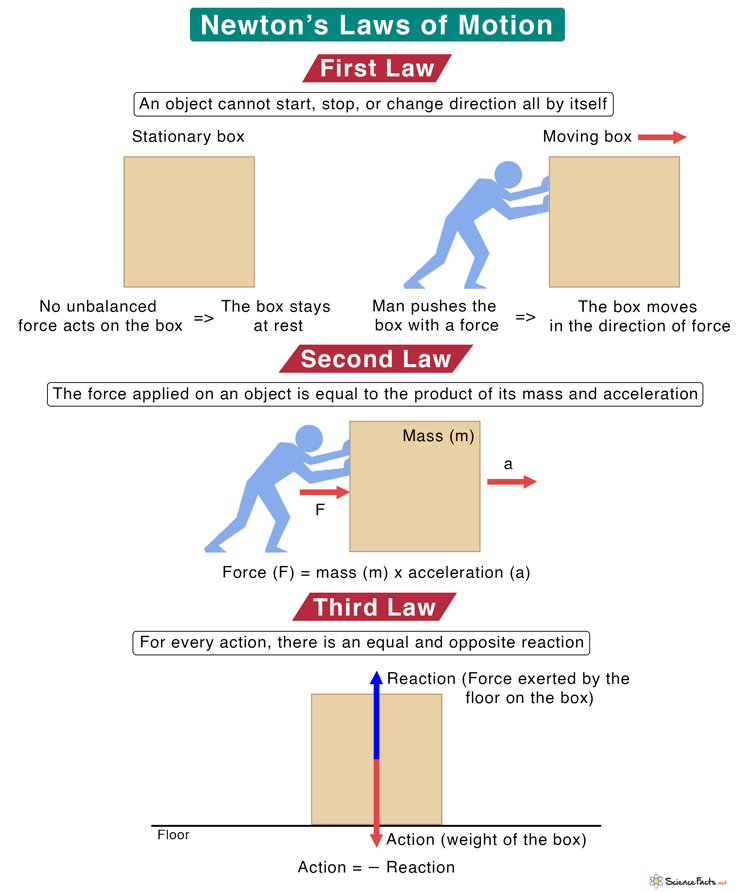 Newton's Laws of Motion
First Law
An object cannot start, stop, or change direction all by itself
Stationary box
Moving box
No unbalanced
force acts on the box
=>
The box stays
at rest
Man pushes the
box with a force
=>
The box moves
in the direction of force
Second Law
The force applied on an object is equal to the product of its mass and acceleration
Mass (m)
a
F
Force (F) = mass (m) x acceleration (a)
Third Law
For every action, there is an equal and opposite reaction
Reaction (Force exerted by the
floor on the box)
Floor
Action (weight of the box)
Action = − Reaction
ScienceFacts.net